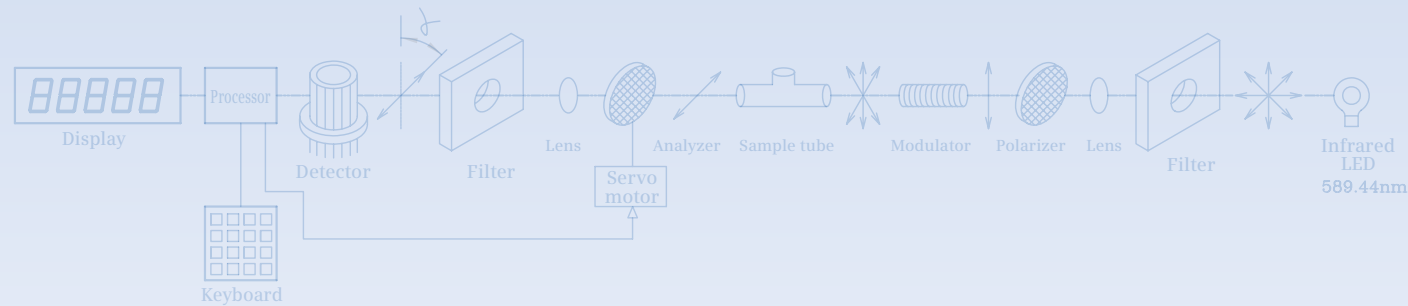 88888
Processor
Display
Detector
Filter
Lens
Servo
motor
Analyzer
Sample tube
Modulator
Polarizer
Lens
Filter
Infrared
LED
589.44nm
Keyboard